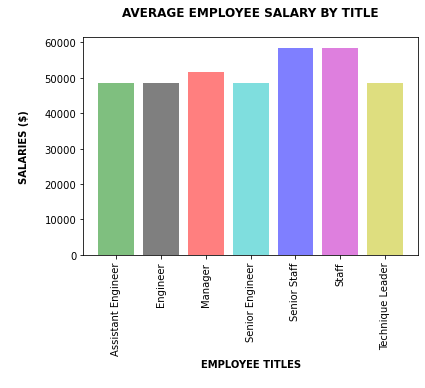 AVERAGE EMPLOYEE SALARY BY TITLE
60000
50000
40000
30000
20000
10000
0
SALARIES ($)
Assistant Engineer
Engineer
Manager
Senior Engineer
Senior Staff
Staff
Technique Leader
EMPLOYEE TITLES